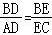 BD/AD = BE/EC